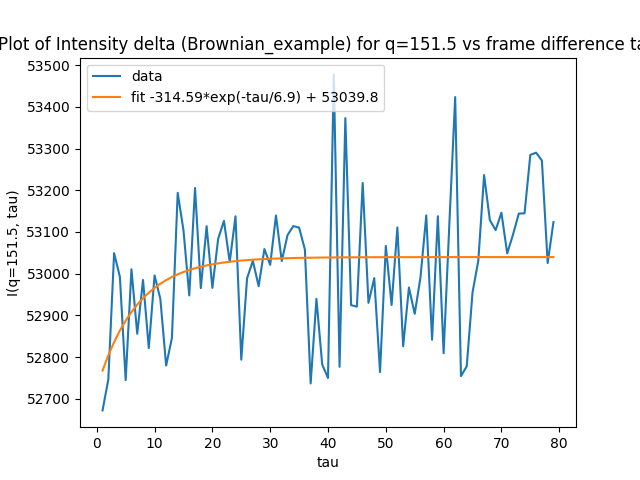 Plot of Intensity delta (Brownian_example) for q=151.5 vs frame difference ta
data
fit -314.59*exp(-tau/6.9) + 53039.8
I(q=151.5, tau)
53500
53400
53300
53200
53100
53000
52900
52800
52700
0 10 20 30 40 50 60 70 80
tau